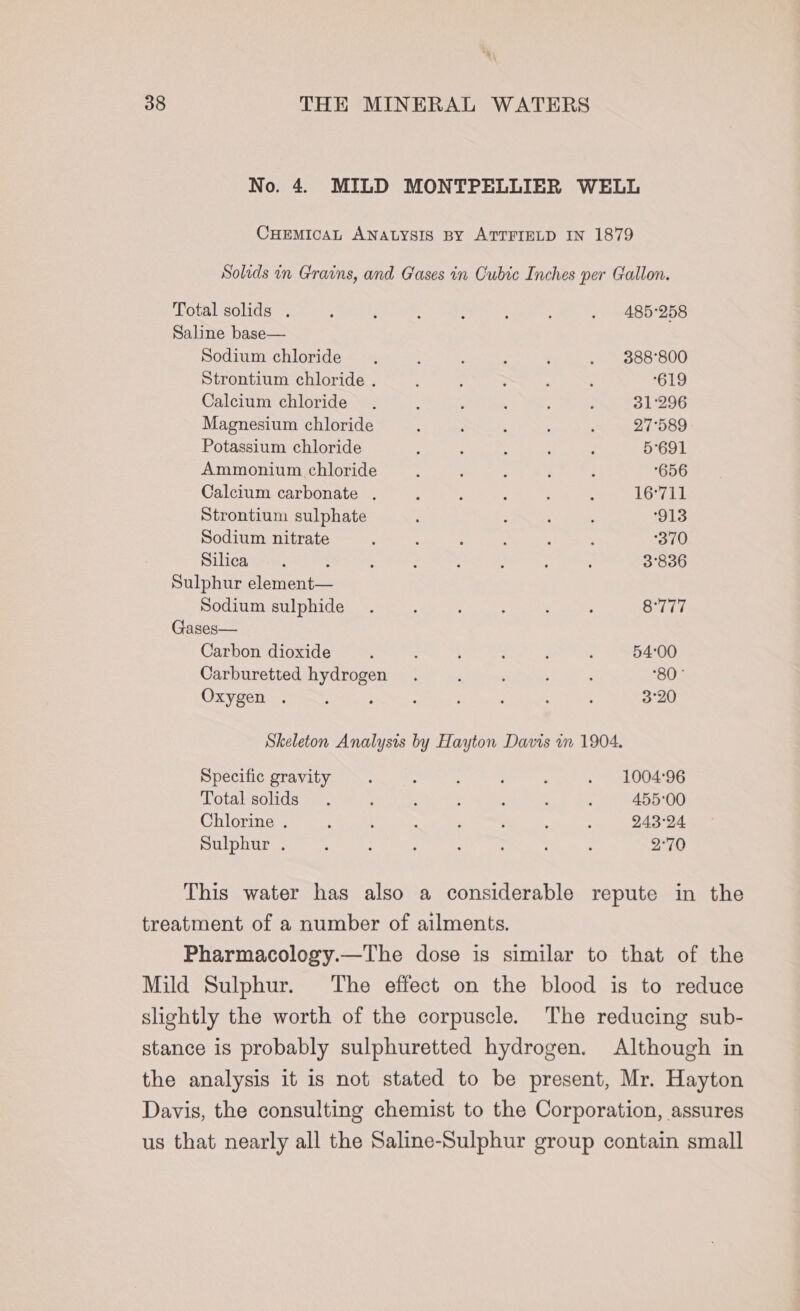 38 THE MINERAL WATERS
No. 4. MILD MONTPELLIER WELL
CHEMICAL ANALYSIS BY ATTFIELD IN 1879
Solids in Grains, and Gases in Cubic Inches per Gallon.
Total solids . . . . . . . . 485·258
Saline base—
Sodium chloride . . . . . . 388·800
Strontium chloride . . . . . . ·619
Calcium chloride . . . . . . 31·296
Magnesium chloride . . . . . 27·589
Potassium chloride . . . . . 5·691
Ammonium chloride . . . . . ·656
Calcium carbonate . . . . . . 16·711
Strontium sulphate . . . . ·913
Sodium nitrate . . . . . . ·370
Silica . . . . . . . . 3·836
Sulphur element—
Sodium sulphide . . . . . . 8·777
Gases—
Carbon dioxide . . . . . . 54·00
Carburetted hydrogen . . . . . ·80
Oxygen . . . . . . . . 3·20
Skeleton Analysis by Hayton Davis in 1904.
Specific gravity . . . . . . 1004·96
Total solids . . . . . . . 455·00
Chlorine . . . . . . . . 243·24
Sulphur . . . . . . . . 2·70
This water has also a considerable repute in the
treatment of a number of ailments.
Pharmacology.—The dose is similar to that of the
Mild Sulphur. The effect on the blood is to reduce
slightly the worth of the corpuscle. The reducing sub-
stance is probably sulphuretted hydrogen. Although in
the analysis it is not stated to be present, Mr. Hayton
Davis, the consulting chemist to the Corporation, assures
us that nearly all the Saline-Sulphur group contain small